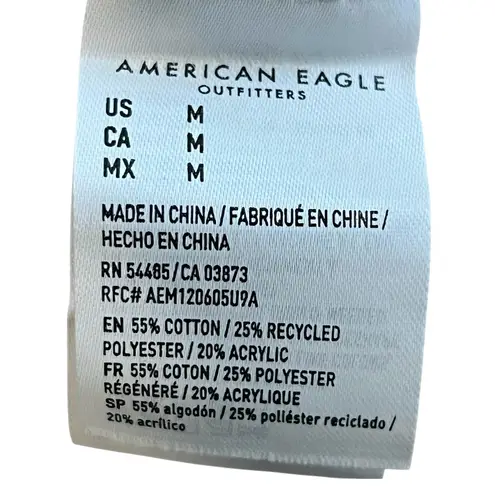 AMERICAN EAGLE
OUTFITTERS
US M
CA M
MX M
MADE IN CHINA / FABRIQUÉ EN CHINE /
HECHO EN CHINA
RN 54485 / CA 03873
RFC# AEM120605U9A
EN 55% COTTON / 25% RECYCLED
POLYESTER / 20% ACRYLIC
FR 55% COTON / 25% POLYESTER
RÉGÉNÉRÉ / 20% ACRYLIQUE
SP 55% algodón / 25% poliéster reciclado /
20% acrílico